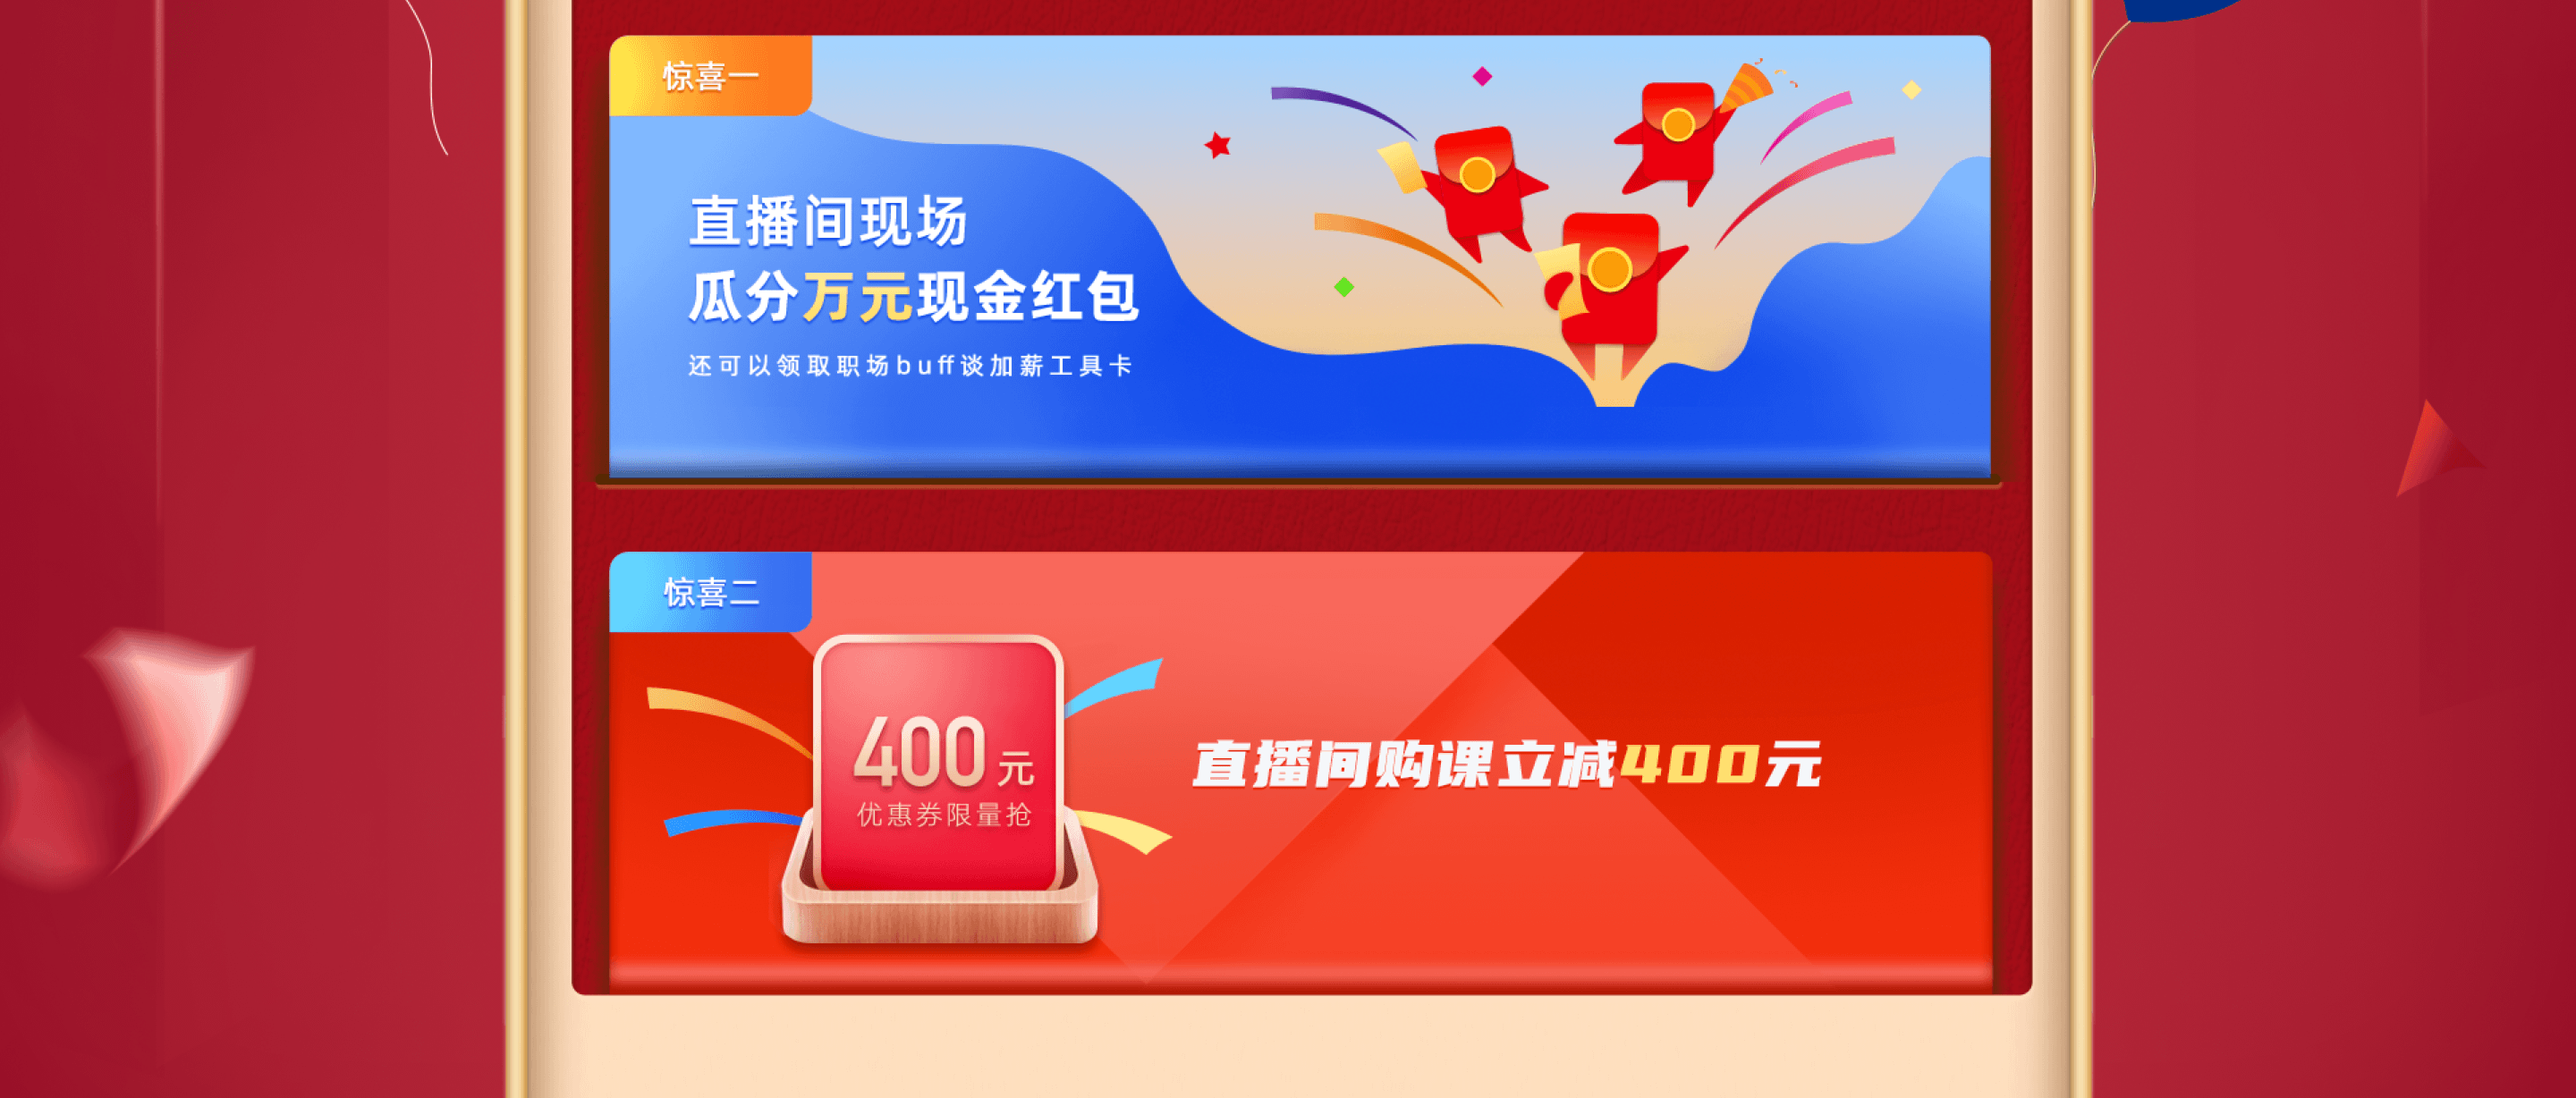 惊喜一
直播间现场
瓜分万元现金红包
还可以领取职场buff谈加薪工具卡
惊喜二
400元
优惠券限量抢
直播间购课立减400元